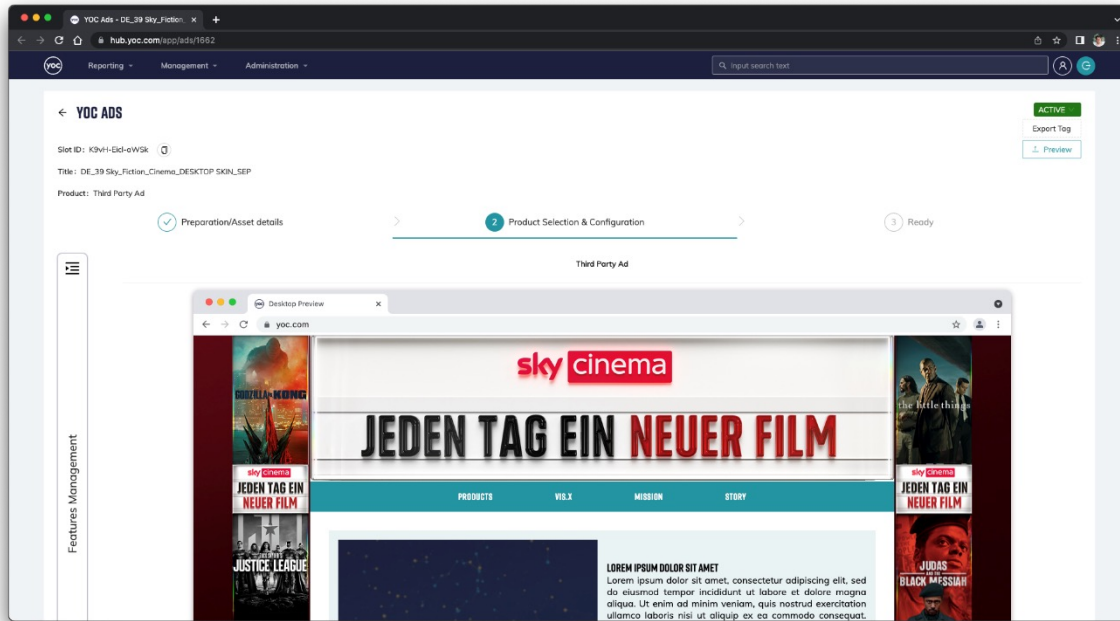 YOC Ads - DE_39 Sky_Fiction_
hub.yoc.com/app/ads/1662
yoc
Reporting
Management
Administration
Input search text
YOC ADS
ACTIVE
Export Tag
Preview
Slot ID: K9vH-Eicl-oWSk
Title: DE_39 Sky_Fiction_Cinema_DESKTOP SKIN_SEP
Product: Third Party Ad
Preparation/Asset details
2 Product Selection & Configuration
3 Ready
Third Party Ad
Features Management
Desktop Preview
yoc.com
sky cinema
JEDEN TAG EIN NEUER FILM
GODZILLA KONG
sky cinema
JEDEN TAG EIN
NEUER FILM
JUSTICE LEAGUE
the little things
sky cinema
JEDEN TAG EIN
NEUER FILM
JUDAS
AND THE
BLACK MESSIAH
PRODUCTS
VIS.X
MISSION
STORY
LOREM IPSUM DOLOR SIT AMET
Lorem ipsum dolor sit amet, consectetur adipiscing elit, sed
do eiusmod tempor incididunt ut labore et dolore magna
aliqua. Ut enim ad minim veniam, quis nostrud exercitation
ullamco laboris nisi ut aliquip ex ea commodo consequat.